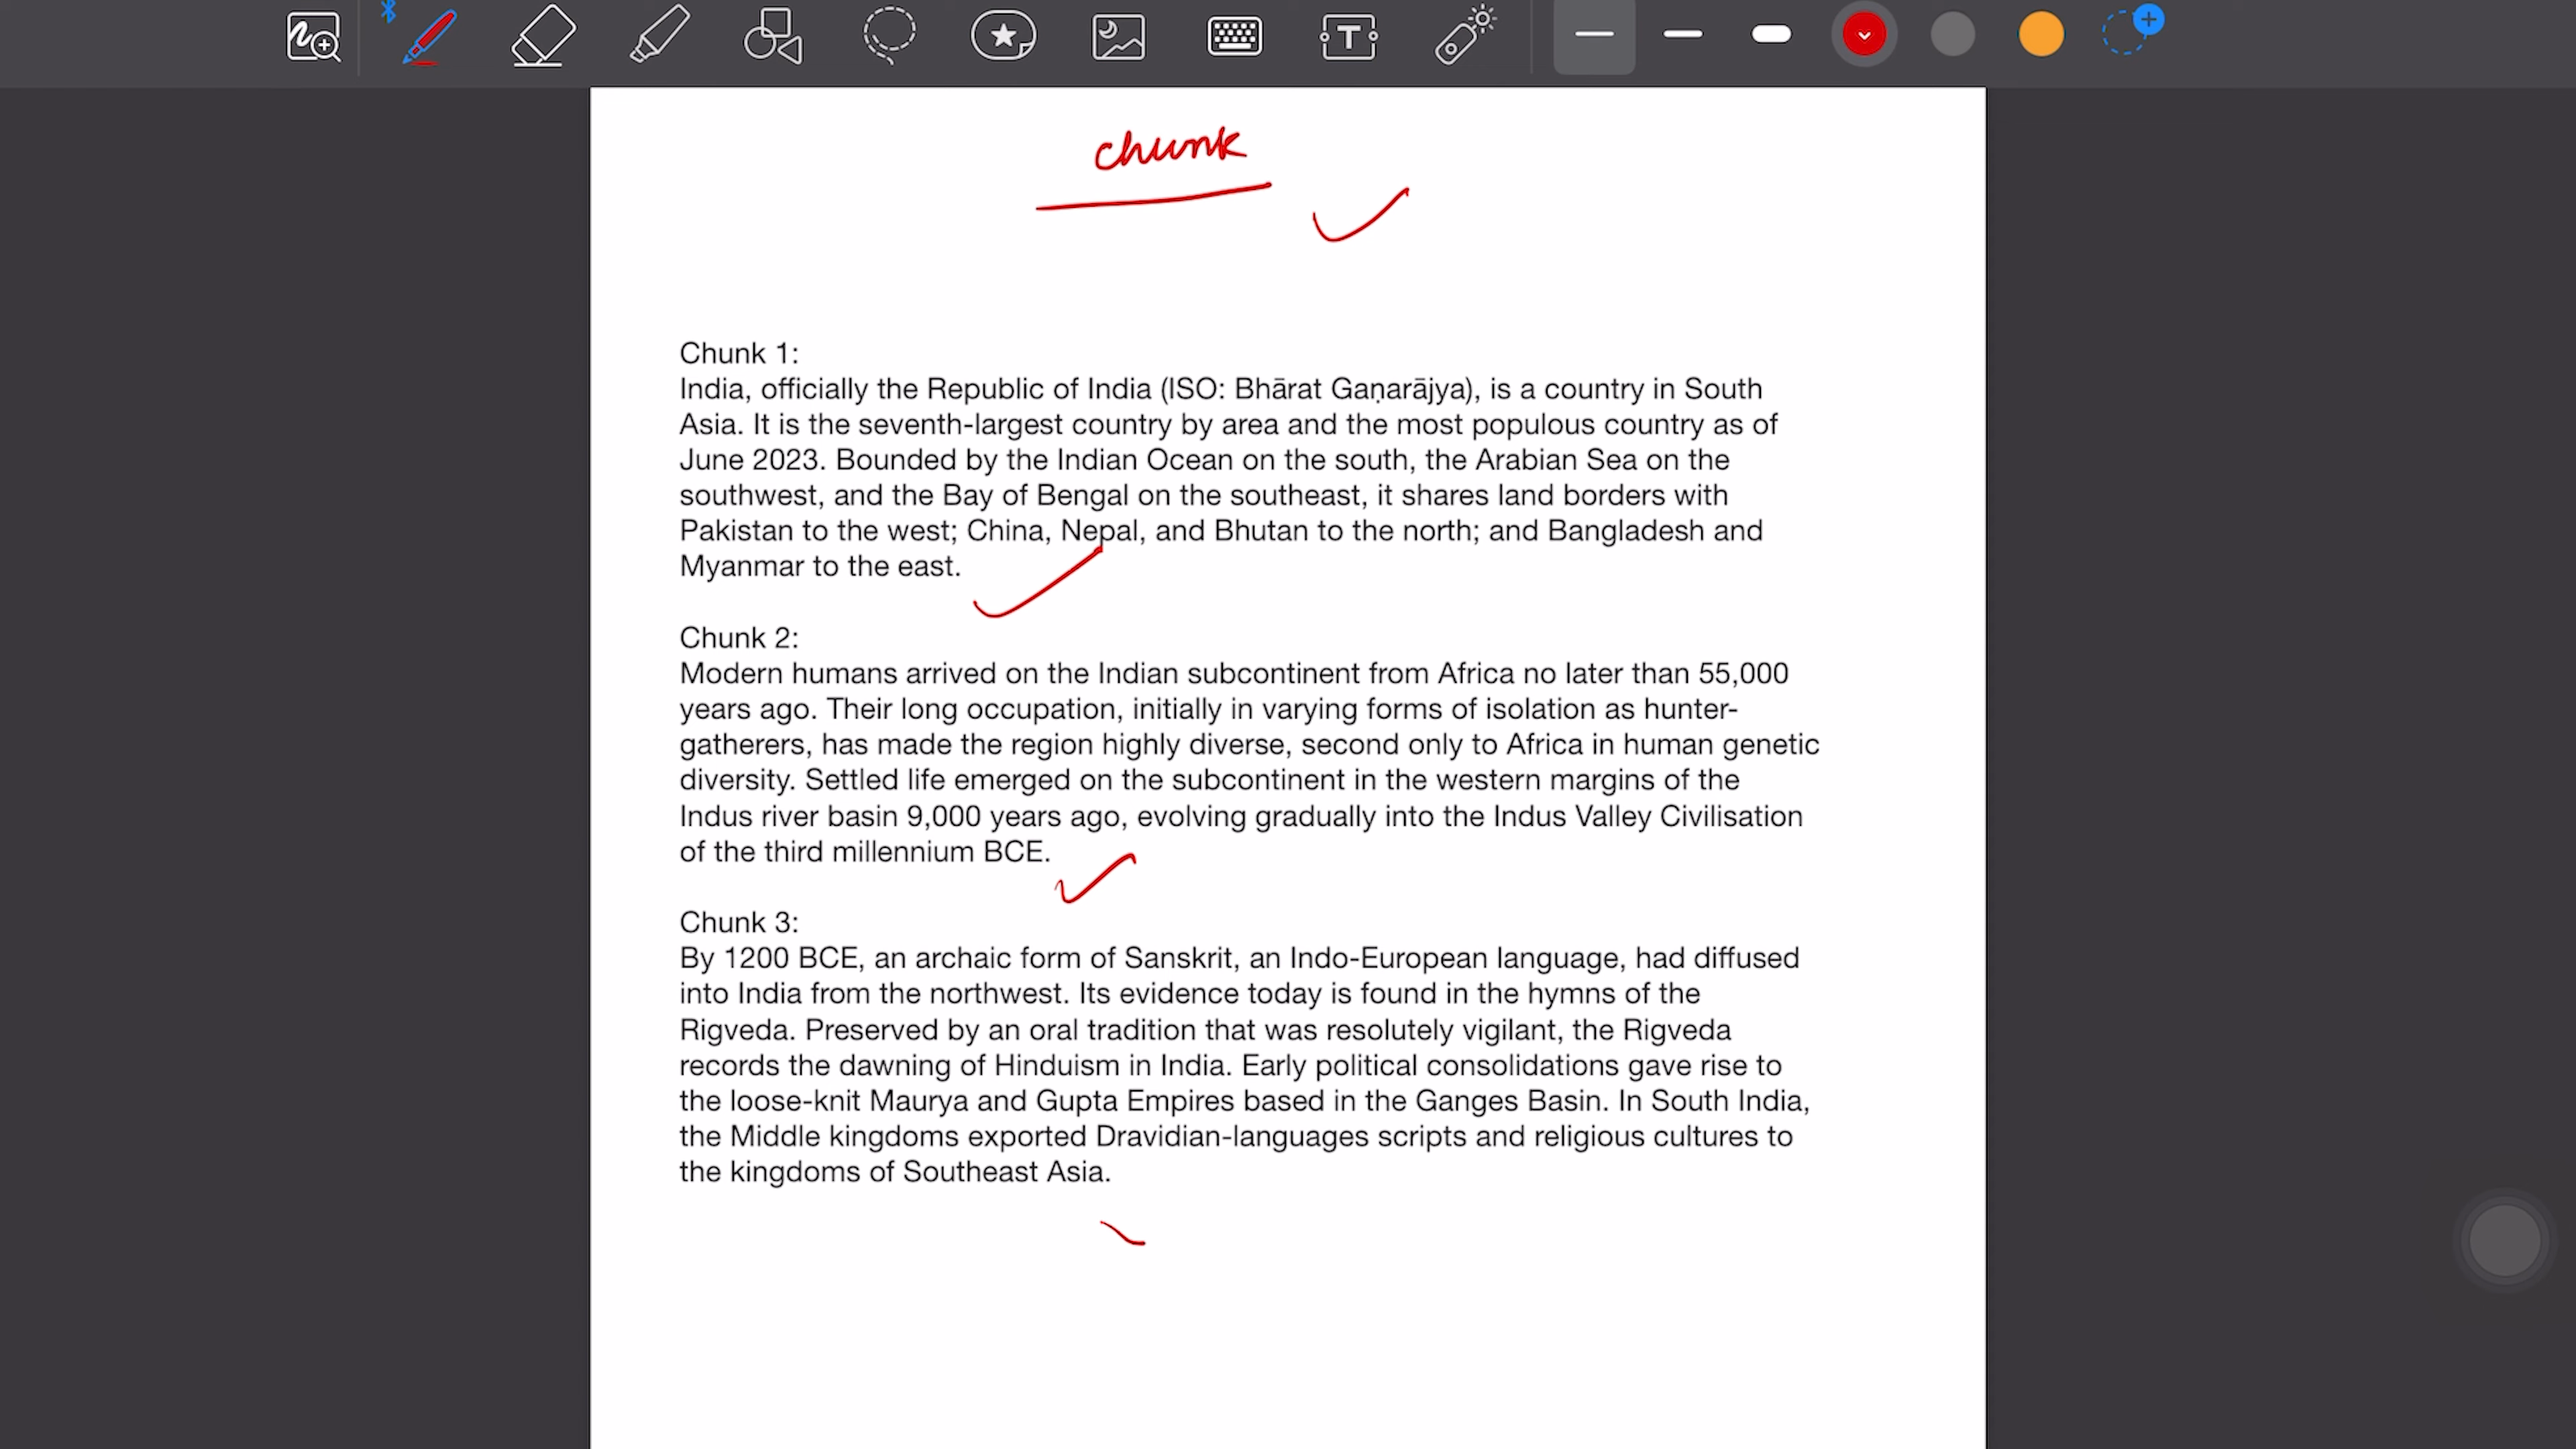 chunk
Chunk 1:
India, officially the Republic of India (ISO: Bhārat Gaṇarājya), is a country in South
Asia. It is the seventh-largest country by area and the most populous country as of
June 2023. Bounded by the Indian Ocean on the south, the Arabian Sea on the
southwest, and the Bay of Bengal on the southeast, it shares land borders with
Pakistan to the west; China, Nepal, and Bhutan to the north; and Bangladesh and
Myanmar to the east.
Chunk 2:
Modern humans arrived on the Indian subcontinent from Africa no later than 55,000
years ago. Their long occupation, initially in varying forms of isolation as hunter-
gatherers, has made the region highly diverse, second only to Africa in human genetic
diversity. Settled life emerged on the subcontinent in the western margins of the
Indus river basin 9,000 years ago, evolving gradually into the Indus Valley Civilisation
of the third millennium BCE.
Chunk 3:
By 1200 BCE, an archaic form of Sanskrit, an Indo-European language, had diffused
into India from the northwest. Its evidence today is found in the hymns of the
Rigveda. Preserved by an oral tradition that was resolutely vigilant, the Rigveda
records the dawning of Hinduism in India. Early political consolidations gave rise to
the loose-knit Maurya and Gupta Empires based in the Ganges Basin. In South India,
the Middle kingdoms exported Dravidian-languages scripts and religious cultures to
the kingdoms of Southeast Asia.